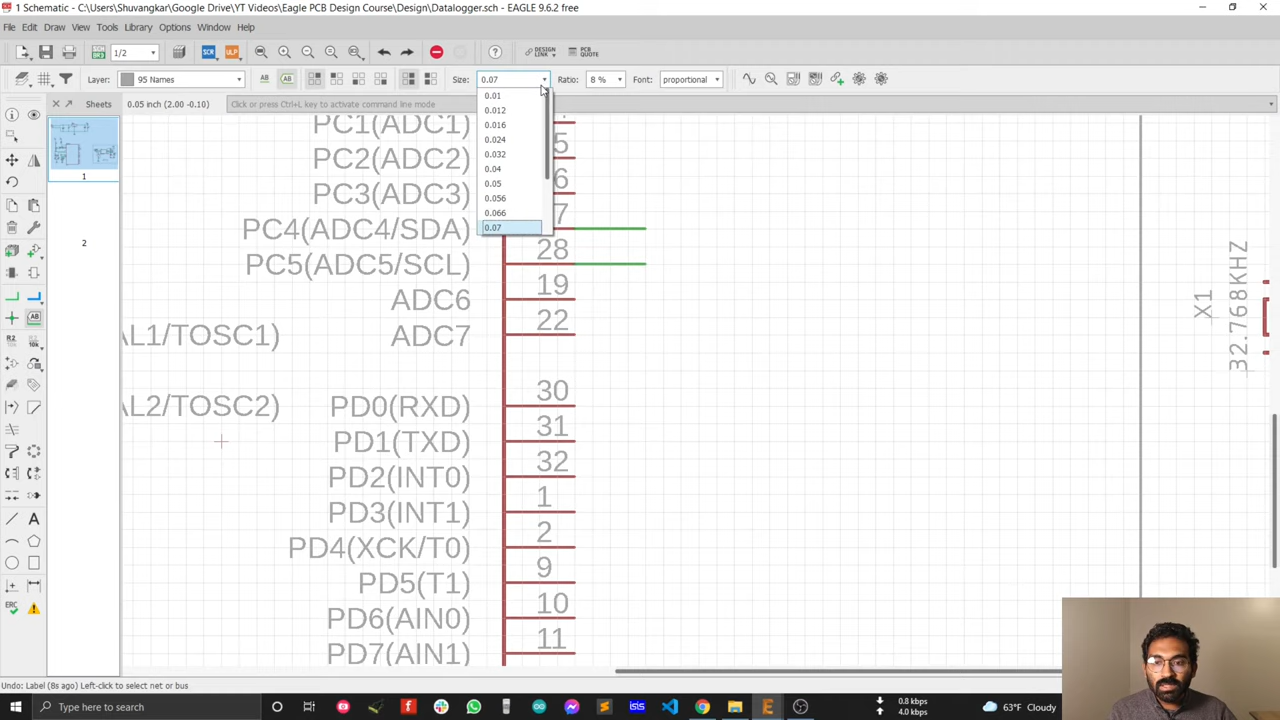 1 Schematic - C:\Users\Shuvangkar\Google Drive\YT Videos\Eagle PCB Design Course\Design\Datalogger.sch - EAGLE 9.6.2 free
File Edit Draw View Tools Library Options Window Help
SCR ULP 1/2 DESIGN LINK PCB QUOTE
Layer: 95 Names Size: 0.07 Ratio: 8 % Font: proportional
Sheets 0.05 inch (2.00 -0.10) Click or press Ctrl+L key to activate command line mode
0.01
0.012
0.016
0.024
0.032
0.04
0.05
0.056
0.066
0.07
1
2
PC1(ADC1)
PC2(ADC2) 5
PC3(ADC3) 6
PC4(ADC4/SDA) 7
PC5(ADC5/SCL) 28
ADC6 19
AL1/TOSC1) ADC7 22
AL2/TOSC2) PD0(RXD) 30
PD1(TXD) 31
PD2(INT0) 32
PD3(INT1) 1
PD4(XCK/T0) 2
PD5(T1) 9
PD6(AIN0) 10
PD7(AIN1) 11
X1
32.768KHZ
R2
10k
ERC
Undo: Label (8s ago) Left-click to select net or bus
Type here to search
isis
0.8 kbps
4.0 kbps
63°F Cloudy